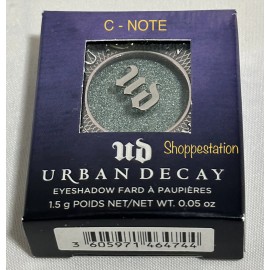 C - NOTE
UD
Shoppestation
UD
URBAN DECAY
EYESHADOW FARD À PAUPIÈRES
1.5 g POIDS NET/NET WT. 0.05 oz
3 605971 464744